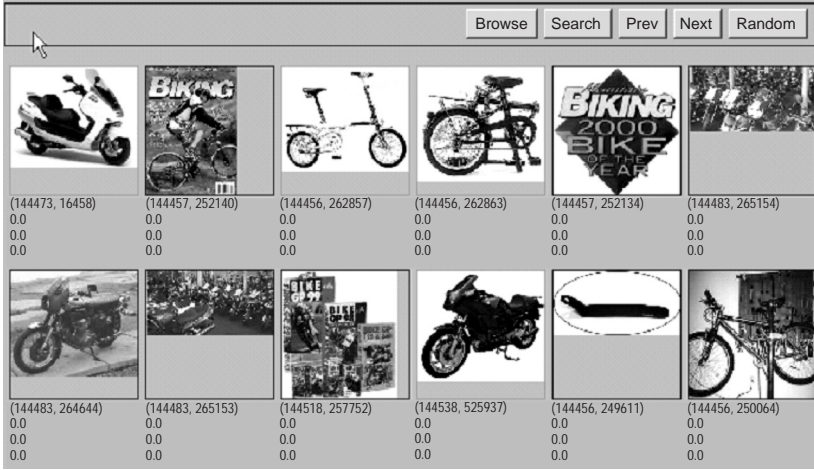 Browse Search Prev Next Random
BIKING
BIKING
2000
BIKE
OF THE
YEAR
(144473, 16458) (144457, 252140) (144456, 262857) (144456, 262863) (144457, 252134) (144483, 265154)
0.0 0.0 0.0 0.0 0.0 0.0
0.0 0.0 0.0 0.0 0.0 0.0
0.0 0.0 0.0 0.0 0.0 0.0
BIKE
BIKE
BIKE
(144483, 264644) (144483, 265153) (144518, 257752) (144538, 525937) (144456, 249611) (144456, 250064)
0.0 0.0 0.0 0.0 0.0 0.0
0.0 0.0 0.0 0.0 0.0 0.0
0.0 0.0 0.0 0.0 0.0 0.0